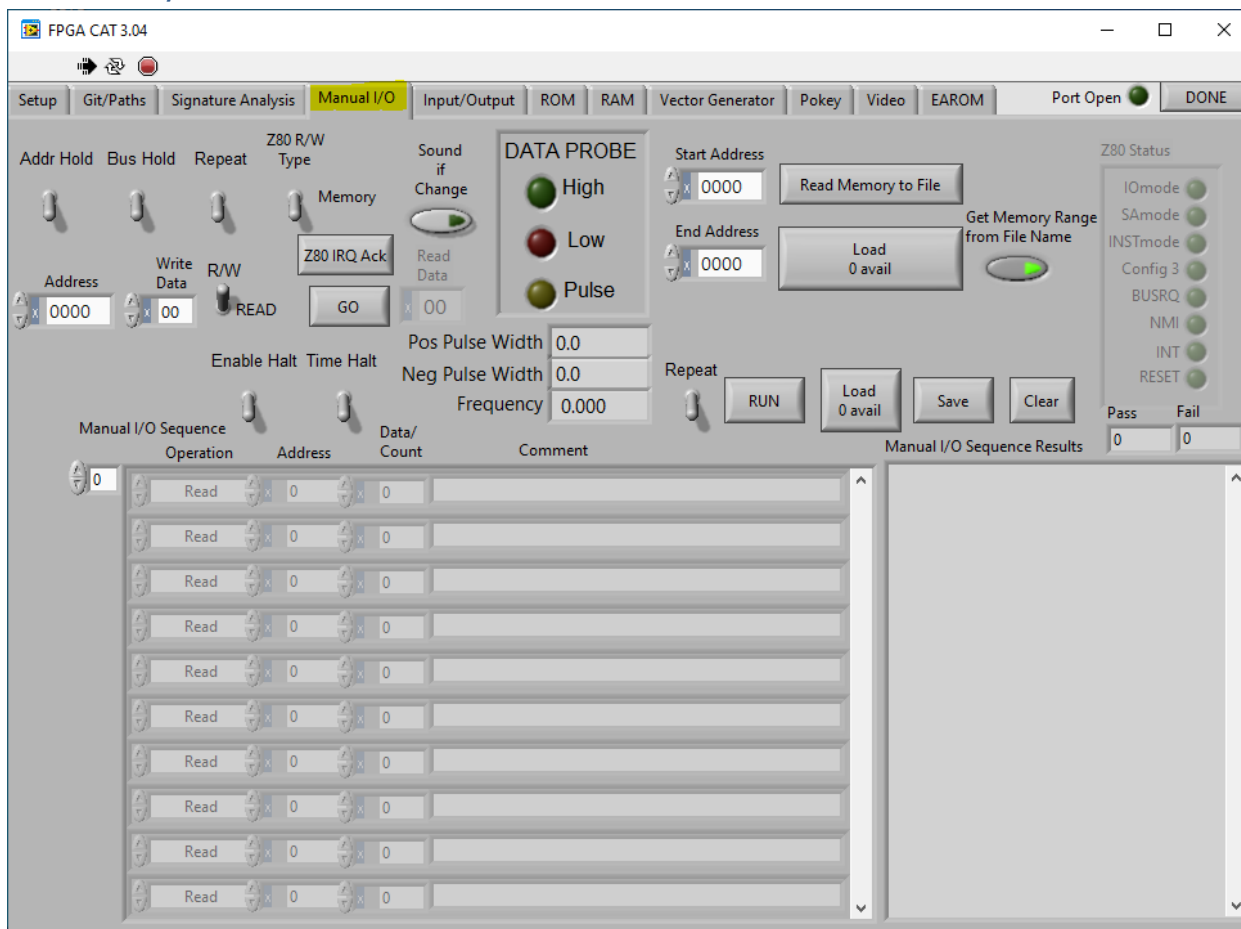 FPGA CAT 3.04
Setup Git/Paths Signature Analysis Manual I/O Input/Output ROM RAM Vector Generator Pokey Video EAROM Port Open DONE
Addr Hold Bus Hold Repeat
Z80 R/W
Type
Memory
Z80 IRQ Ack
Sound
if
Change
Read
Data
x 00
Address
x 0000
Write
Data
x 00
R/W
READ
GO
DATA PROBE
High
Low
Pulse
Pos Pulse Width 0.0
Neg Pulse Width 0.0
Frequency 0.000
Enable Halt Time Halt
Start Address
x 0000
Read Memory to File
End Address
x 0000
Load
0 avail
Get Memory Range
from File Name
Z80 Status
IOmode
SAmode
INSTmode
Config 3
BUSRQ
NMI
INT
RESET
Repeat
RUN
Load
0 avail
Save
Clear
Pass Fail
0 0
Manual I/O Sequence
0
Operation Address
Data/
Count
Comment
Manual I/O Sequence Results
Read x 0 x 0
Read x 0 x 0
Read x 0 x 0
Read x 0 x 0
Read x 0 x 0
Read x 0 x 0
Read x 0 x 0
Read x 0 x 0
Read x 0 x 0
Read x 0 x 0